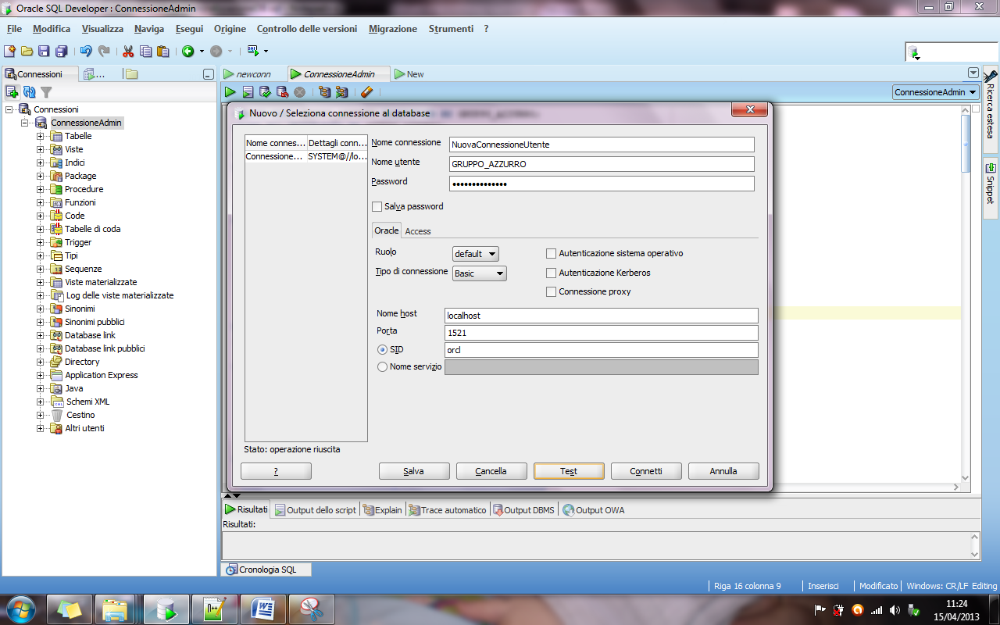 Oracle SQL Developer : ConnessioneAdmin
File Modifica Visualizza Naviga Esegui Origine Controllo delle versioni Migrazione Strumenti ?
Connessioni ...
newconn ConnessioneAdmin New
ConnessioneAdmin
Connessioni
ConnessioneAdmin
Tabelle
Viste
Indici
Package
Procedure
Funzioni
Code
Tabelle di coda
Trigger
Tipi
Sequenze
Viste materializzate
Log delle viste materializzate
Sinonimi
Sinonimi pubblici
Database link
Database link pubblici
Directory
Application Express
Java
Schemi XML
Cestino
Altri utenti
Nuovo / Seleziona connessione al database
Nome connes... Dettagli conn...
Connessione... SYSTEM@//lo...
Nome connessione NuovaConnessioneUtente
Nome utente GRUPPO_AZZURRO
Password ••••••••••••••
Salva password
Oracle Access
Ruolo default
Autenticazione sistema operativo
Tipo di connessione Basic
Autenticazione Kerberos
Connessione proxy
Nome host localhost
Porta 1521
SID orcl
Nome servizio
Stato: operazione riuscita
? Salva Cancella Test Connetti Annulla
Ricerca estesa
Snippet
Risultati Output dello script Explain Trace automatico Output DBMS Output OWA
Risultati:
Cronologia SQL
Riga 16 colonna 9 Inserisci Modificato Windows: CR/LF Editing
11:24
15/04/2013